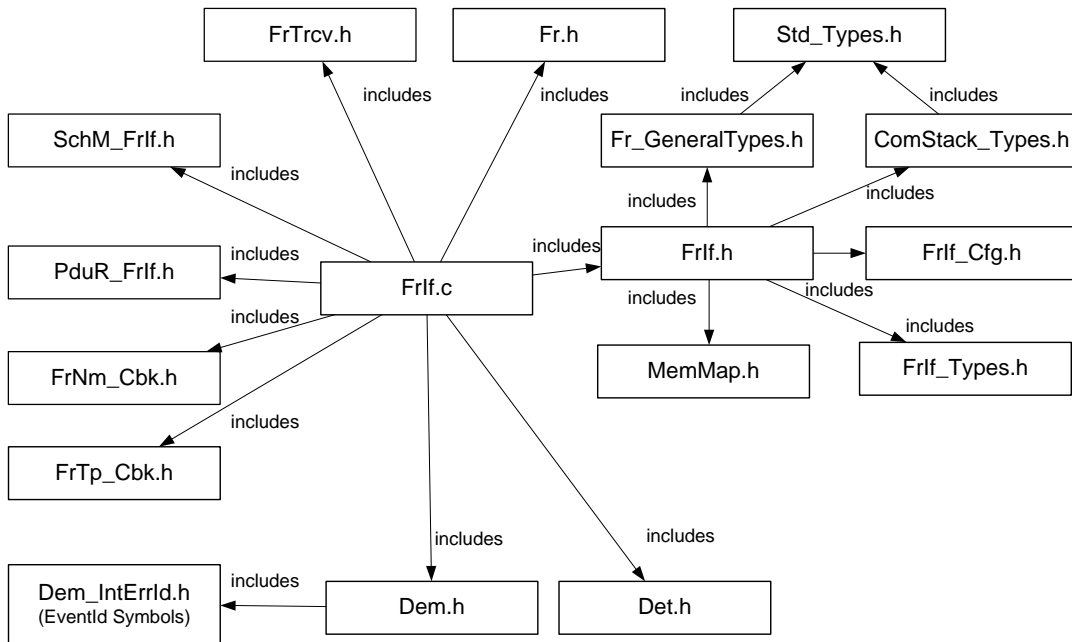 FrTrcv.h
Fr.h
Std_Types.h
includes
includes
includes
includes
SchM_FrIf.h
Fr_GeneralTypes.h
ComStack_Types.h
includes
includes
includes
PduR_FrIf.h
includes
includes
FrIf.h
FrIf_Cfg.h
FrIf.c
includes
includes
includes
includes
FrNm_Cbk.h
MemMap.h
FrIf_Types.h
includes
FrTp_Cbk.h
includes
includes
includes
Dem_IntErrId.h
(EventId Symbols)
Dem.h
Det.h